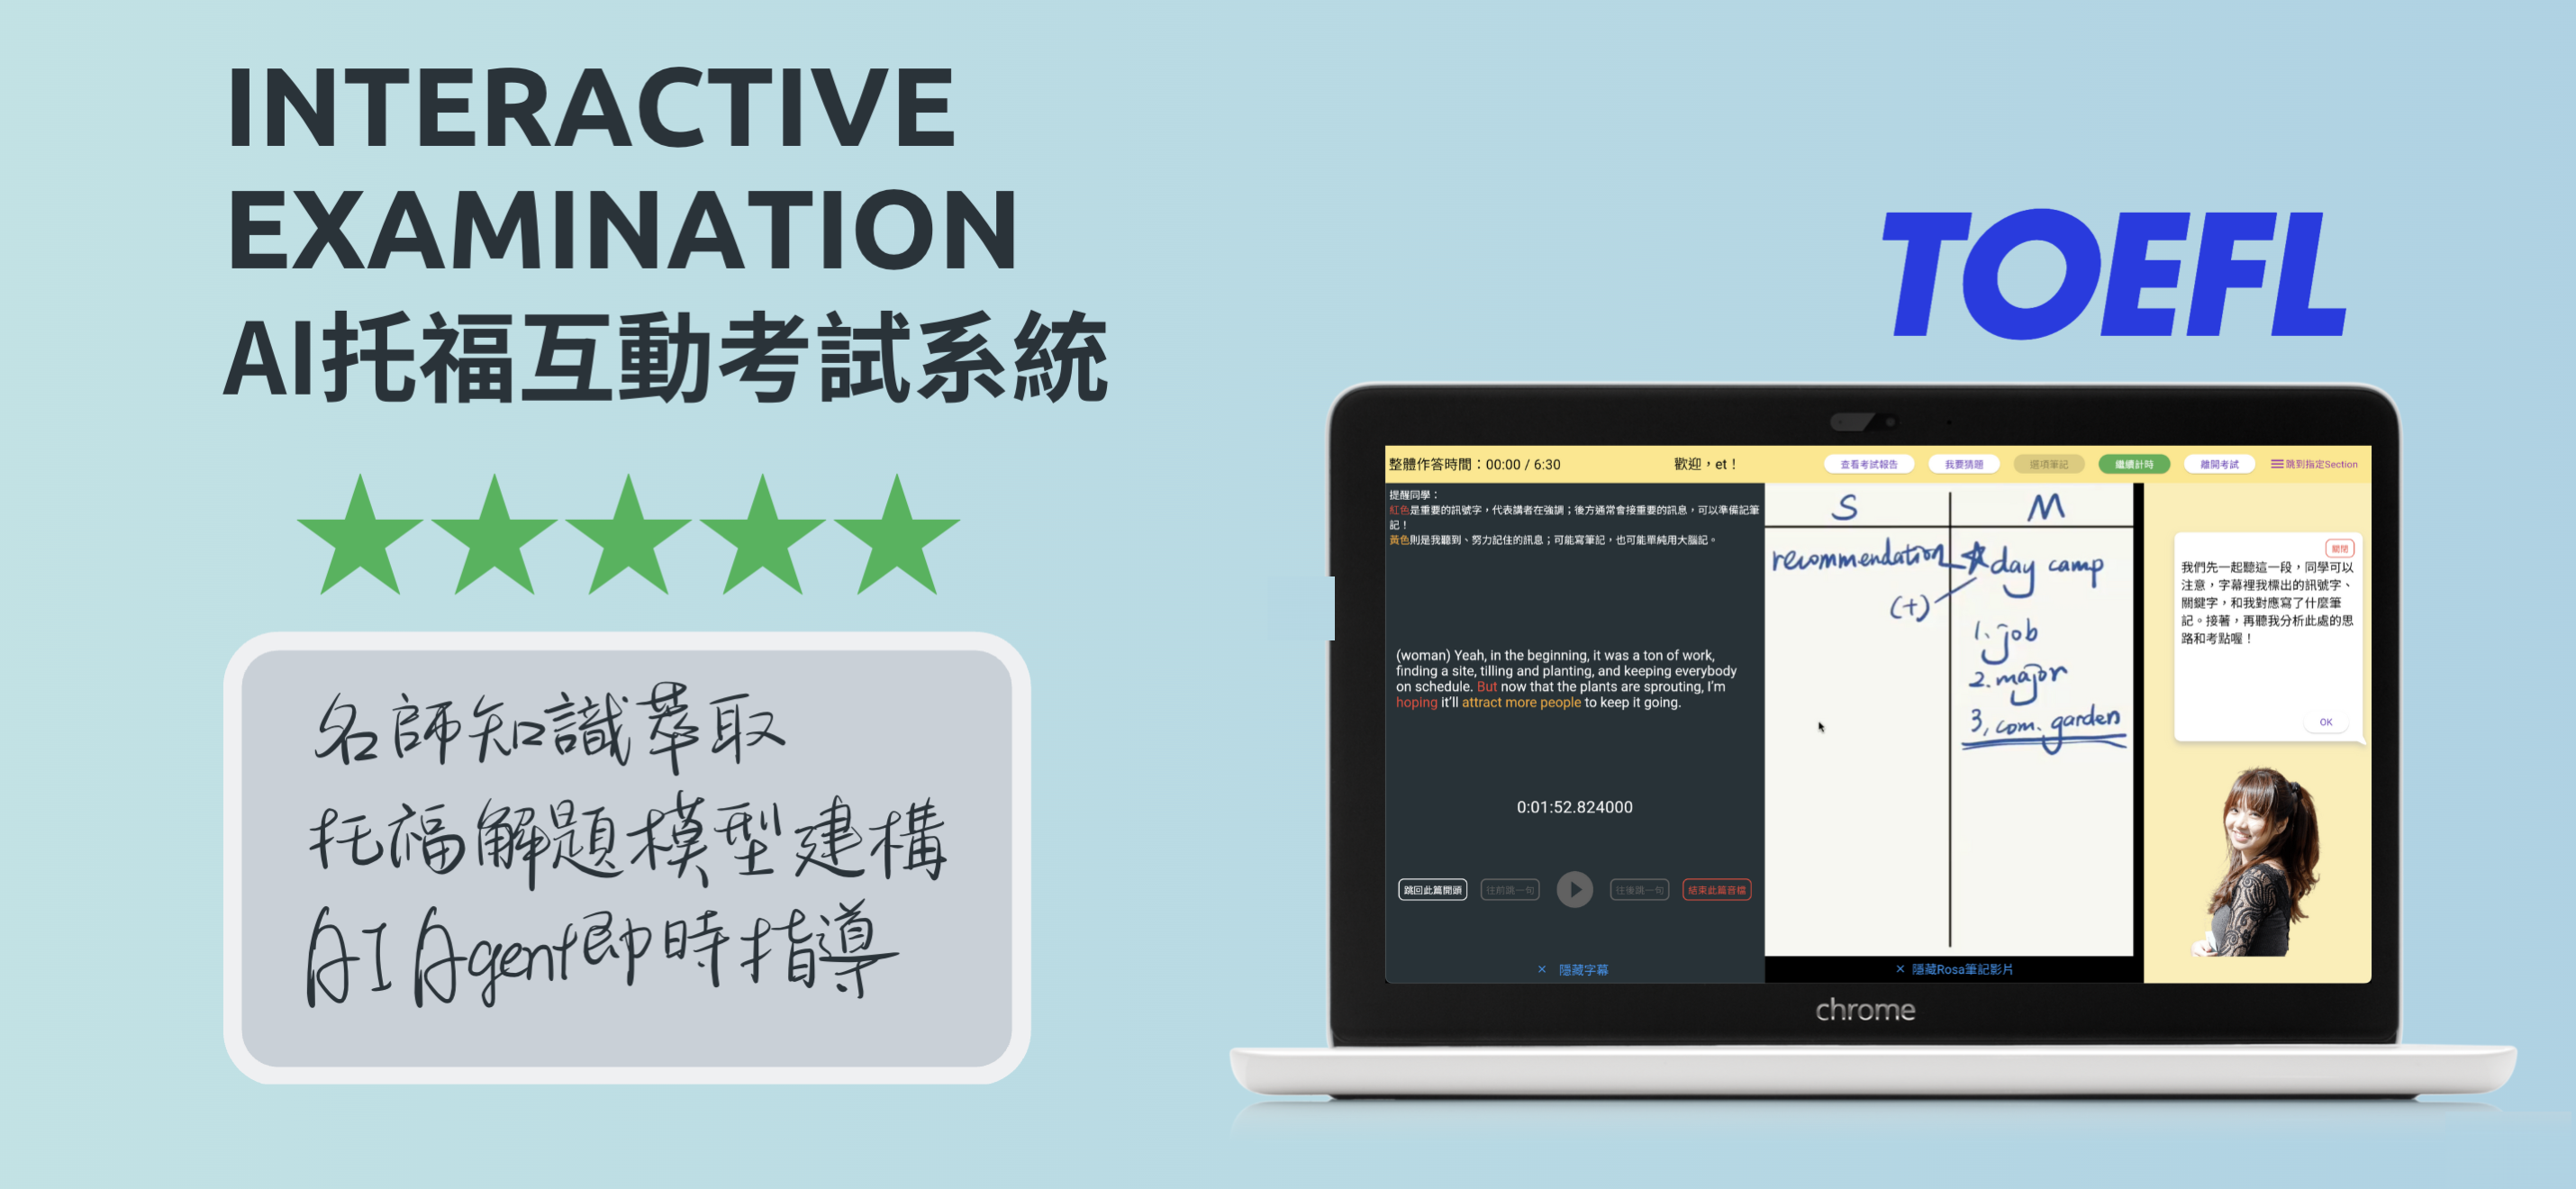 INTERACTIVE
EXAMINATION
AI托福互動考試系統
名師知識萃取
托福解題模型建構
AI Agent即時指導
TOEFL
整體作答時間：00:00 / 6:30
歡迎，et！
查看考試報告
我要猜題
選項筆記
繼續計時
離開考試
跳到指定Section
提醒同學：
紅色是重要的訊號字，代表講者在強調；後方通常會接重要的訊息，可以準備記筆
記！
黃色則是我聽到、努力記住的訊息；可能寫筆記，也可能單純用大腦記。
(woman) Yeah, in the beginning, it was a ton of work,
finding a site, tilling and planting, and keeping everybody
on schedule. But now that the plants are sprouting, I'm
hoping it'll attract more people to keep it going.
0:01:52.824000
跳回此篇開頭
往前跳一句
往後跳一句
結束此篇音檔
× 隱藏字幕
S M
recommendation ★ day camp
(+)
1. job
2. major
3, com. garden
× 隱藏Rosa筆記影片
關閉
我們先一起聽這一段，同學可以
注意，字幕裡我標出的訊號字、
關鍵字，和我對應寫了什麼筆
記。接著，再聽我分析此處的思
路和考點喔！
OK
chrome